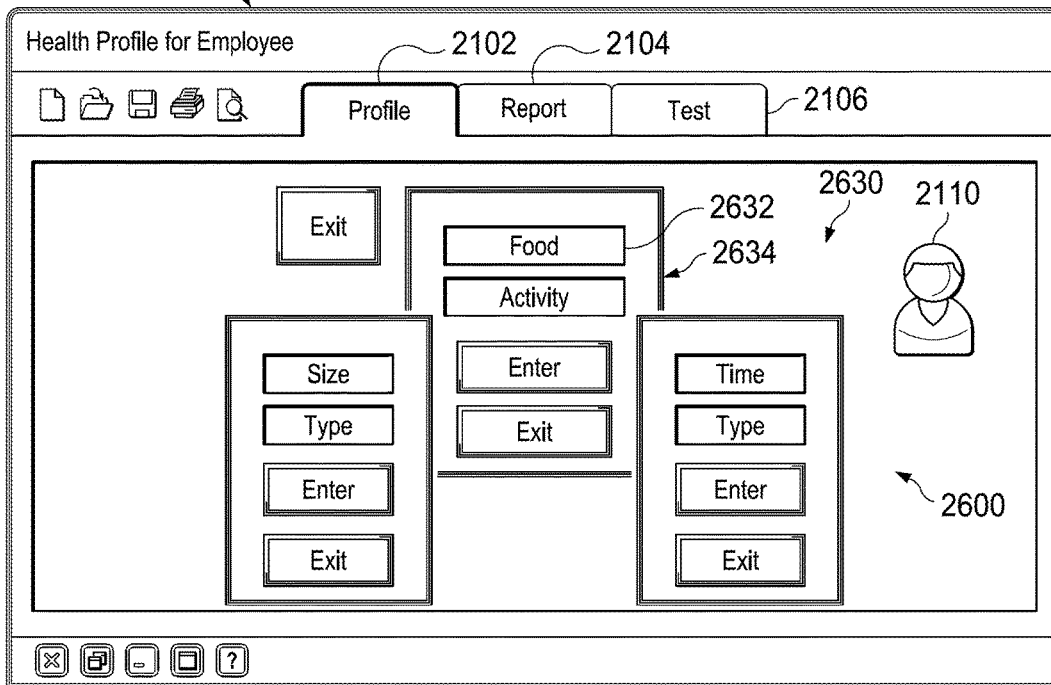 Health Profile for Employee
2102
2104
Profile
Report
Test
2106
Exit
Food
Activity
Enter
Exit
2632
2634
2630
2110
Size
Type
Enter
Exit
Time
Type
Enter
Exit
2600
?